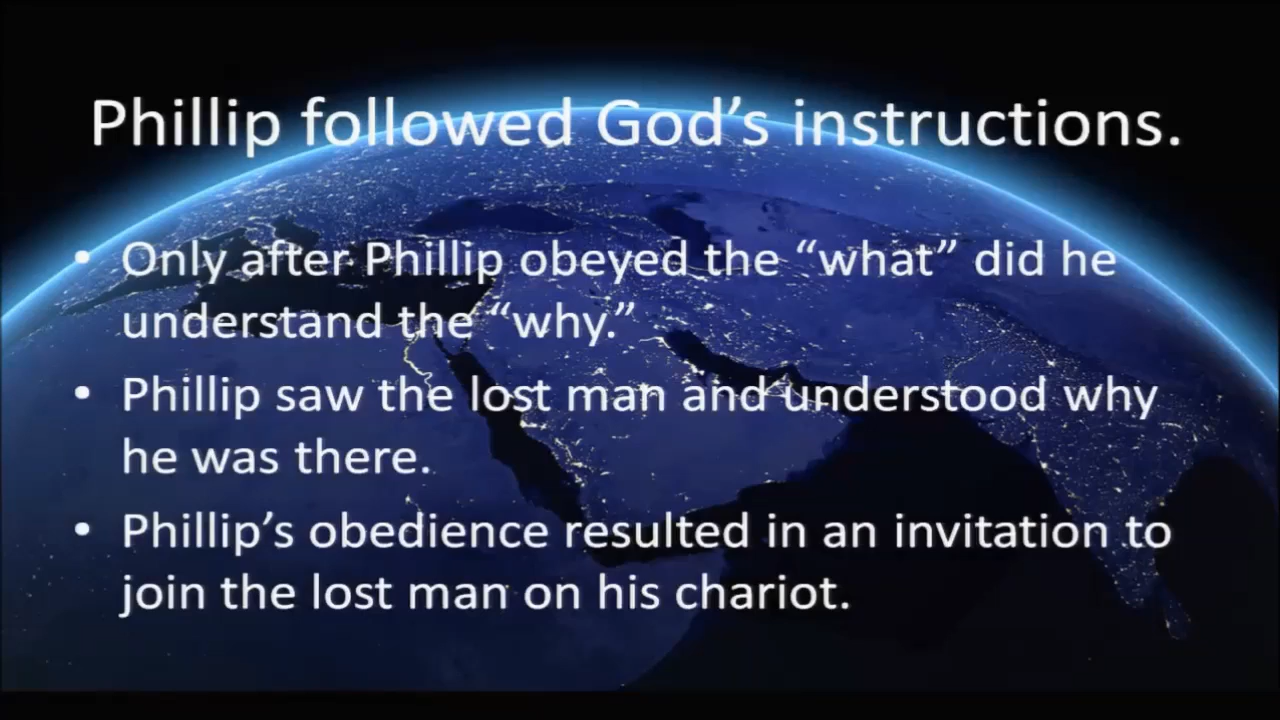 Phillip followed God’s instructions.
• Only after Phillip obeyed the “what” did he
understand the “why.”
• Phillip saw the lost man and understood why
he was there.
• Phillip’s obedience resulted in an invitation to
join the lost man on his chariot.